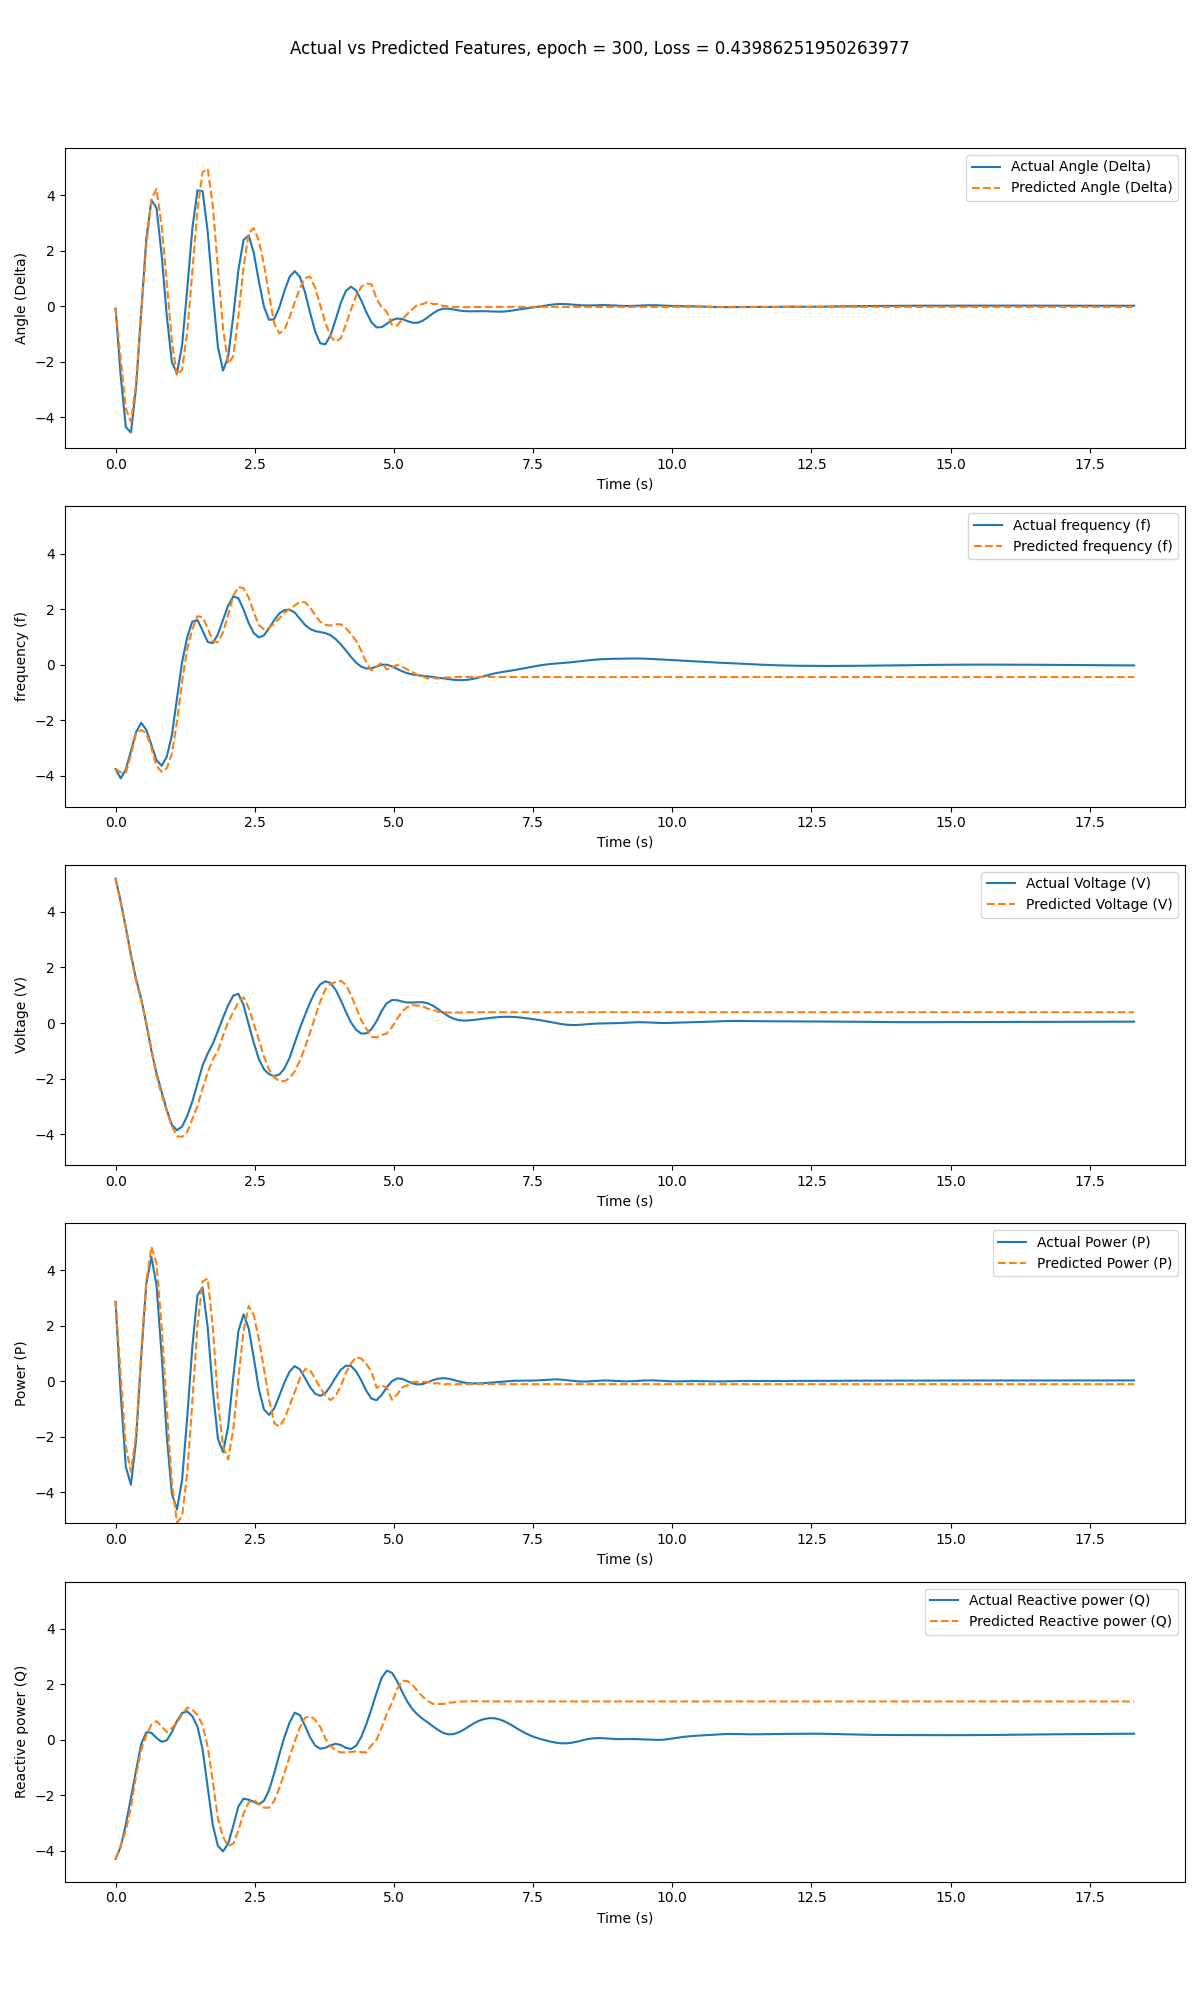 Actual vs Predicted Features, epoch = 300, Loss = 0.43986251950263977
Actual Angle (Delta)
Predicted Angle (Delta)
Angle (Delta)
4
2
0
−2
−4
0.0 2.5 5.0 7.5 10.0 12.5 15.0 17.5
Time (s)
Actual frequency (f)
Predicted frequency (f)
frequency (f)
4
2
0
−2
−4
0.0 2.5 5.0 7.5 10.0 12.5 15.0 17.5
Time (s)
Actual Voltage (V)
Predicted Voltage (V)
Voltage (V)
4
2
0
−2
−4
0.0 2.5 5.0 7.5 10.0 12.5 15.0 17.5
Time (s)
Actual Power (P)
Predicted Power (P)
Power (P)
4
2
0
−2
−4
0.0 2.5 5.0 7.5 10.0 12.5 15.0 17.5
Time (s)
Actual Reactive power (Q)
Predicted Reactive power (Q)
Reactive power (Q)
4
2
0
−2
−4
0.0 2.5 5.0 7.5 10.0 12.5 15.0 17.5
Time (s)